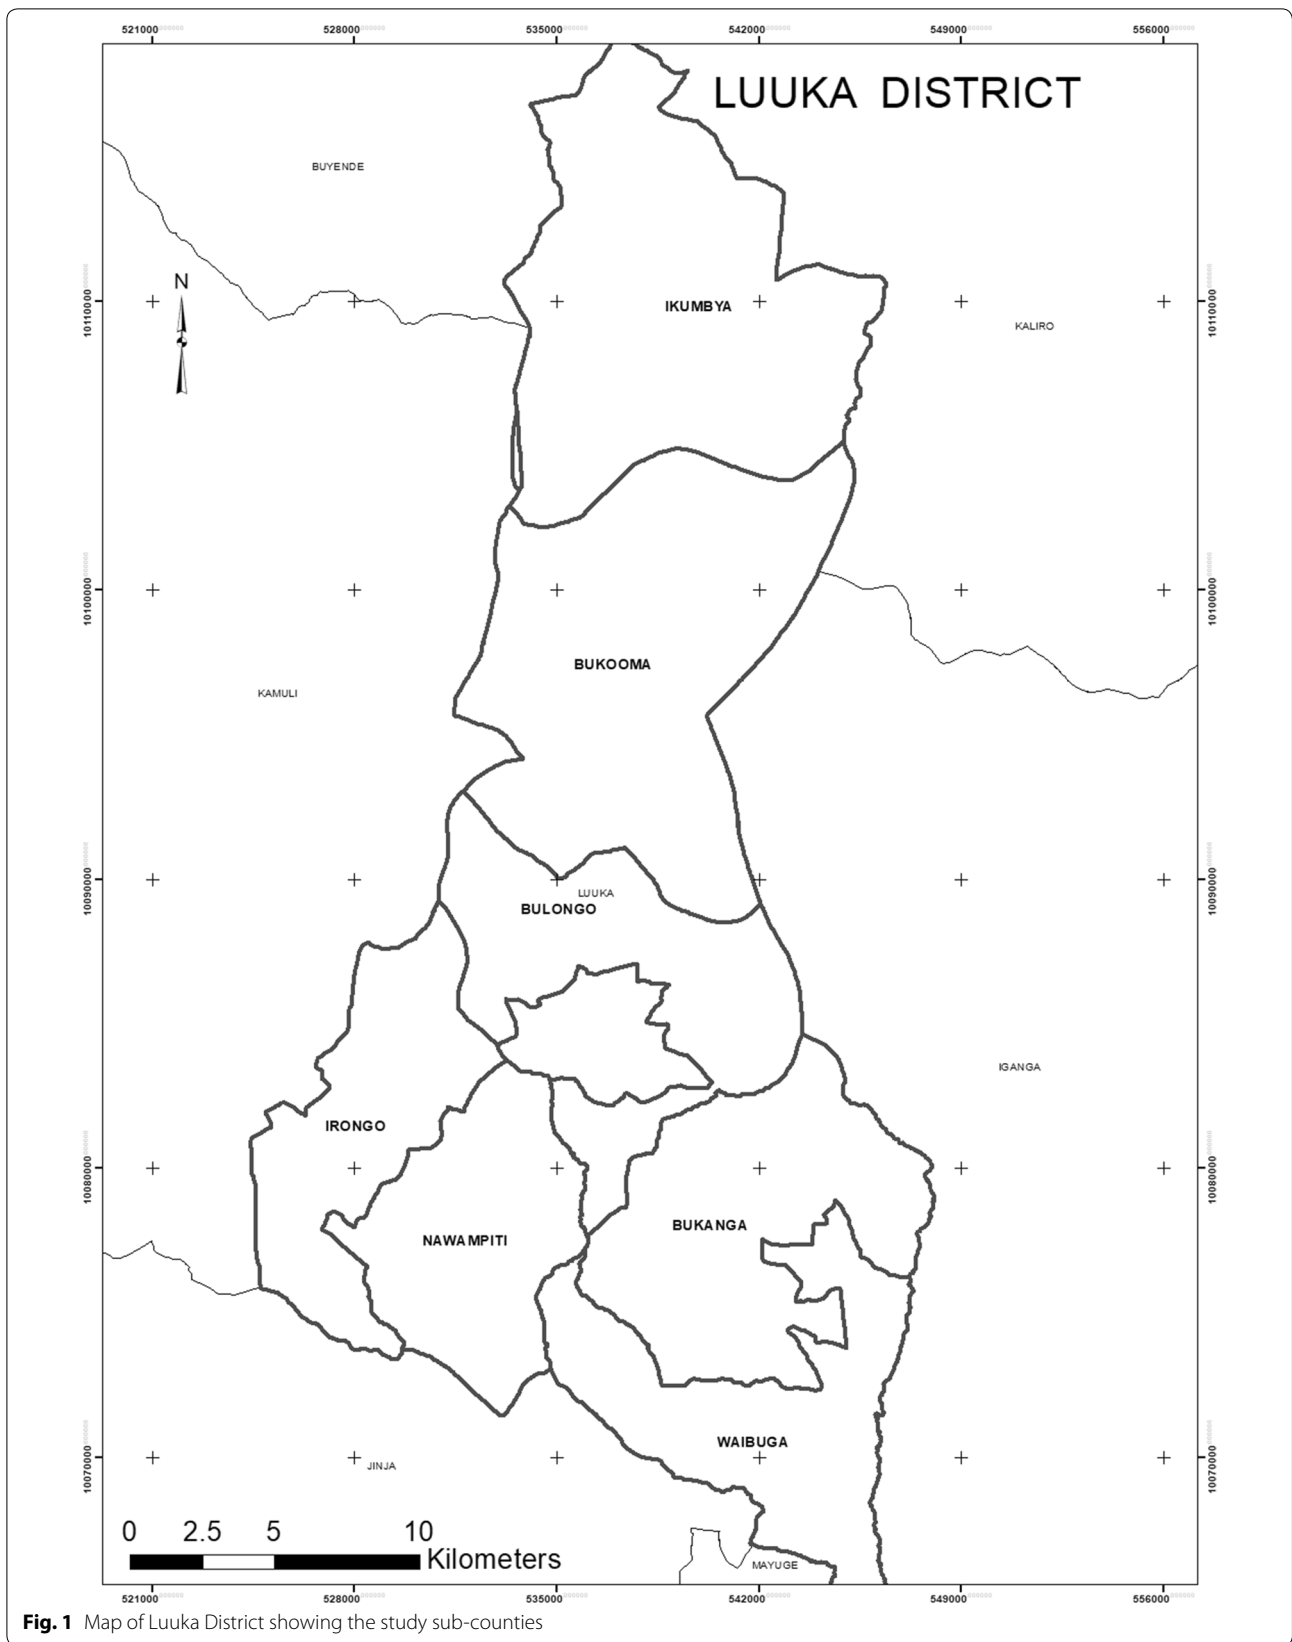 521000 528000 535000 542000 549000 556000
LUUKA DISTRICT
BUYENDE
N
10110000
IKUMBYA
KALIRO
10110000
10100000
10100000
BUKOOMA
KAMULI
10090000
LUUKA
BULONGO
10090000
IGANGA
IRONGO
10080000
10080000
BUKANGA
NAWAMPITI
WAIBUGA
10070000
JINJA
10070000
0 2.5 5 10
Kilometers
MAYUGE
521000 528000 535000 542000 549000 556000
Fig. 1 Map of Luuka District showing the study sub-counties